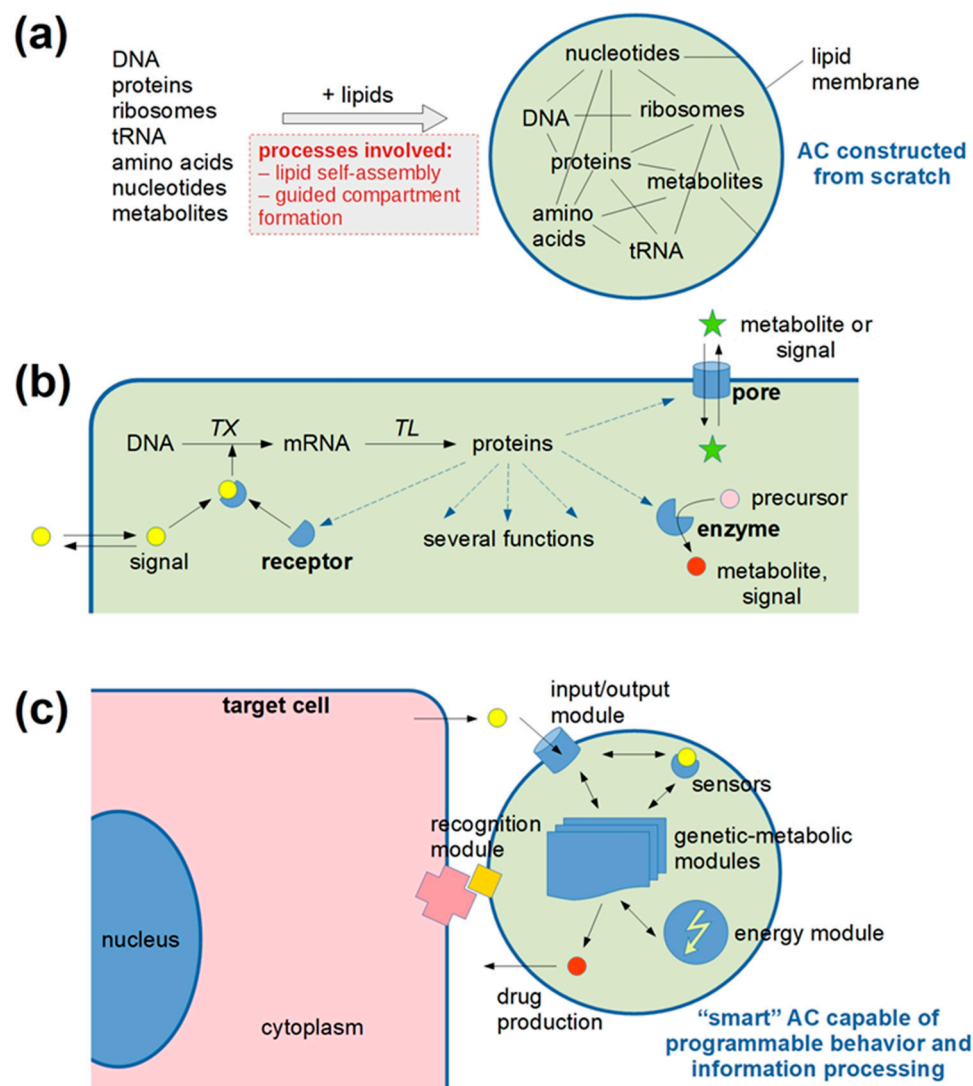 (a)
DNA
proteins
ribosomes
tRNA
amino acids
nucleotides
metabolites
+ lipids
processes involved:
– lipid self-assembly
– guided compartment
formation
nucleotides
DNA
ribosomes
proteins
metabolites
amino
acids
tRNA
lipid
membrane
AC constructed
from scratch
(b)
metabolite or
signal
pore
DNA
TX
mRNA
TL
proteins
precursor
enzyme
signal
receptor
several functions
metabolite,
signal
(c)
target cell
input/output
module
sensors
recognition
module
genetic-metabolic
modules
nucleus
energy module
drug
production
cytoplasm
“smart” AC capable of
programmable behavior and
information processing